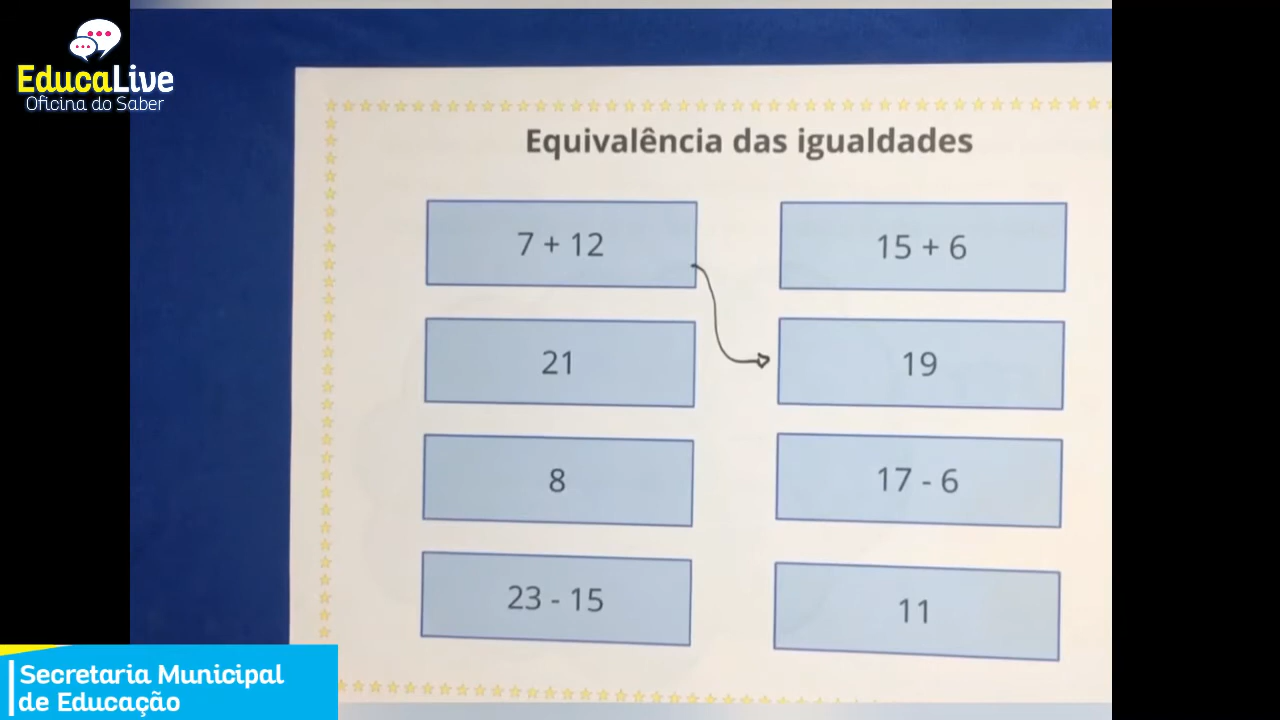 EducaLive
Oficina do Saber
Equivalência das igualdades
7 + 12
15 + 6
21
19
8
17 - 6
23 - 15
11
Secretaria Municipal
de Educação